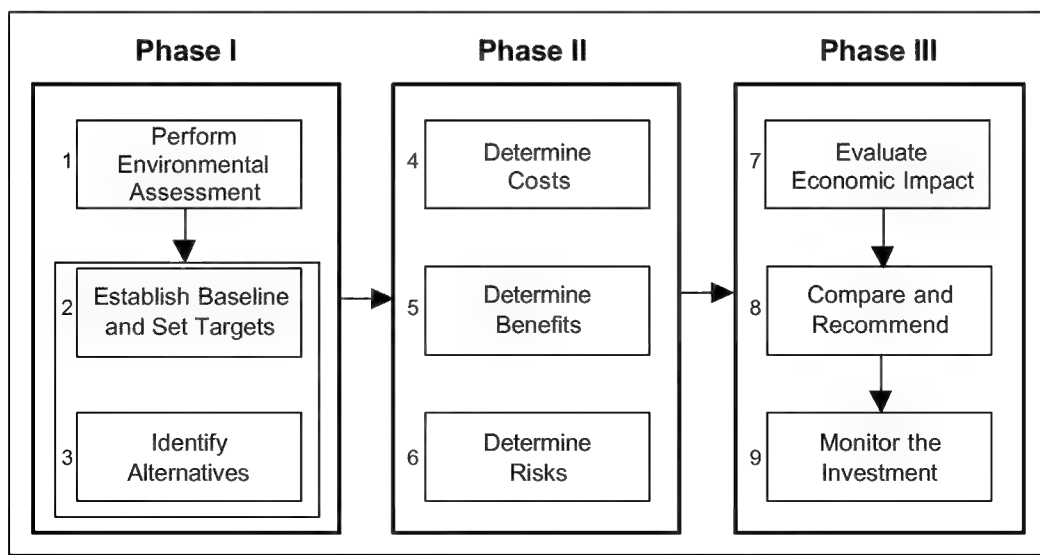 Phase I
1
Perform
Environmental
Assessment
2
Establish Baseline
and Set Targets
3
Identify
Alternatives
Phase II
4
Determine
Costs
5
Determine
Benefits
6
Determine
Risks
Phase III
7
Evaluate
Economic Impact
8
Compare and
Recommend
9
Monitor the
Investment